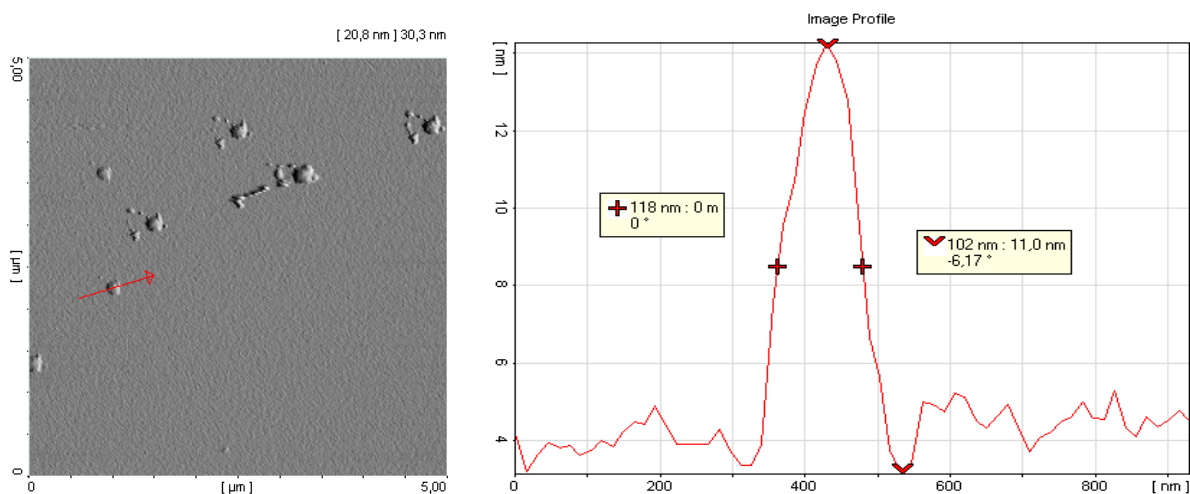 [ 20,8 nm ] 30,3 nm
5,00
[ µm ]
0
0
[ µm ]
5,00
Image Profile
[ nm ]
12
10
8
6
4
118 nm : 0 m
0 °
102 nm : 11,0 nm
-6,17 °
0
200
400
600
800
[ nm ]